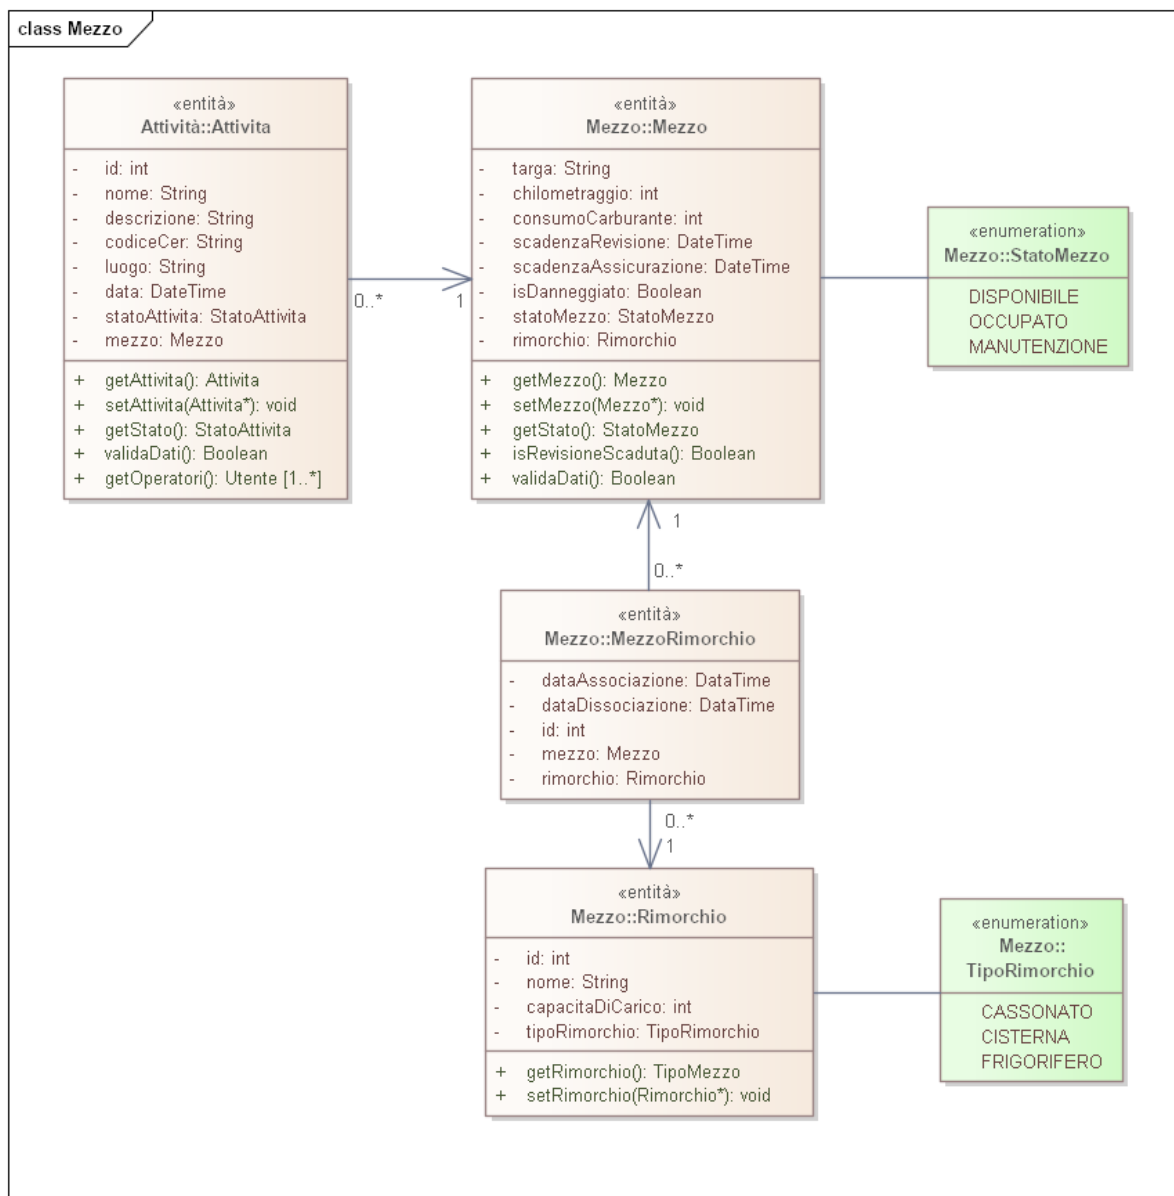 class Mezzo
«entità»
Attività::Attivita
- id: int
- nome: String
- descrizione: String
- codiceCer: String
- luogo: String
- data: DateTime
- statoAttivita: StatoAttivita
- mezzo: Mezzo
+ getAttivita(): Attivita
+ setAttivita(Attivita*): void
+ getStato(): StatoAttivita
+ validaDati(): Boolean
+ getOperatori(): Utente [1..*]
0..*
1
«entità»
Mezzo::Mezzo
- targa: String
- chilometraggio: int
- consumoCarburante: int
- scadenzaRevisione: DateTime
- scadenzaAssicurazione: DateTime
- isDanneggiato: Boolean
- statoMezzo: StatoMezzo
- rimorchio: Rimorchio
+ getMezzo(): Mezzo
+ setMezzo(Mezzo*): void
+ getStato(): StatoMezzo
+ isRevisioneScaduta(): Boolean
+ validaDati(): Boolean
«enumeration»
Mezzo::StatoMezzo
DISPONIBILE
OCCUPATO
MANUTENZIONE
1
0..*
«entità»
Mezzo::MezzoRimorchio
- dataAssociazione: DataTime
- dataDissociazione: DataTime
- id: int
- mezzo: Mezzo
- rimorchio: Rimorchio
0..*
1
«entità»
Mezzo::Rimorchio
- id: int
- nome: String
- capacitaDiCarico: int
- tipoRimorchio: TipoRimorchio
+ getRimorchio(): TipoMezzo
+ setRimorchio(Rimorchio*): void
«enumeration»
Mezzo::
TipoRimorchio
CASSONATO
CISTERNA
FRIGORIFERO